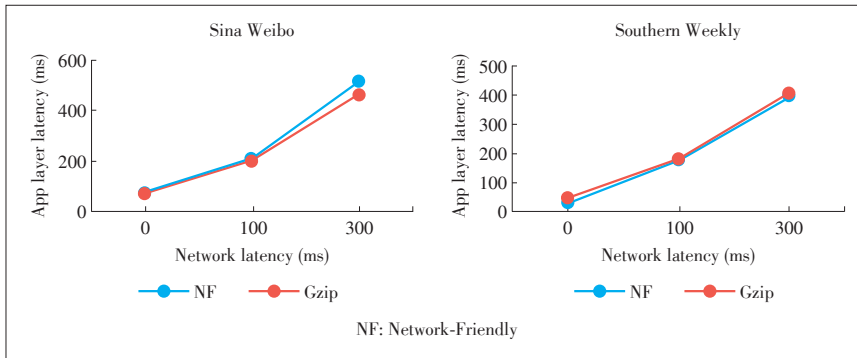 Sina Weibo
App layer latency (ms)
600
400
200
0
0 100 300
Network latency (ms)
NF Gzip
Southern Weekly
App layer latency (ms)
500
400
300
200
100
0
0 100 300
Network latency (ms)
NF Gzip
NF: Network-Friendly